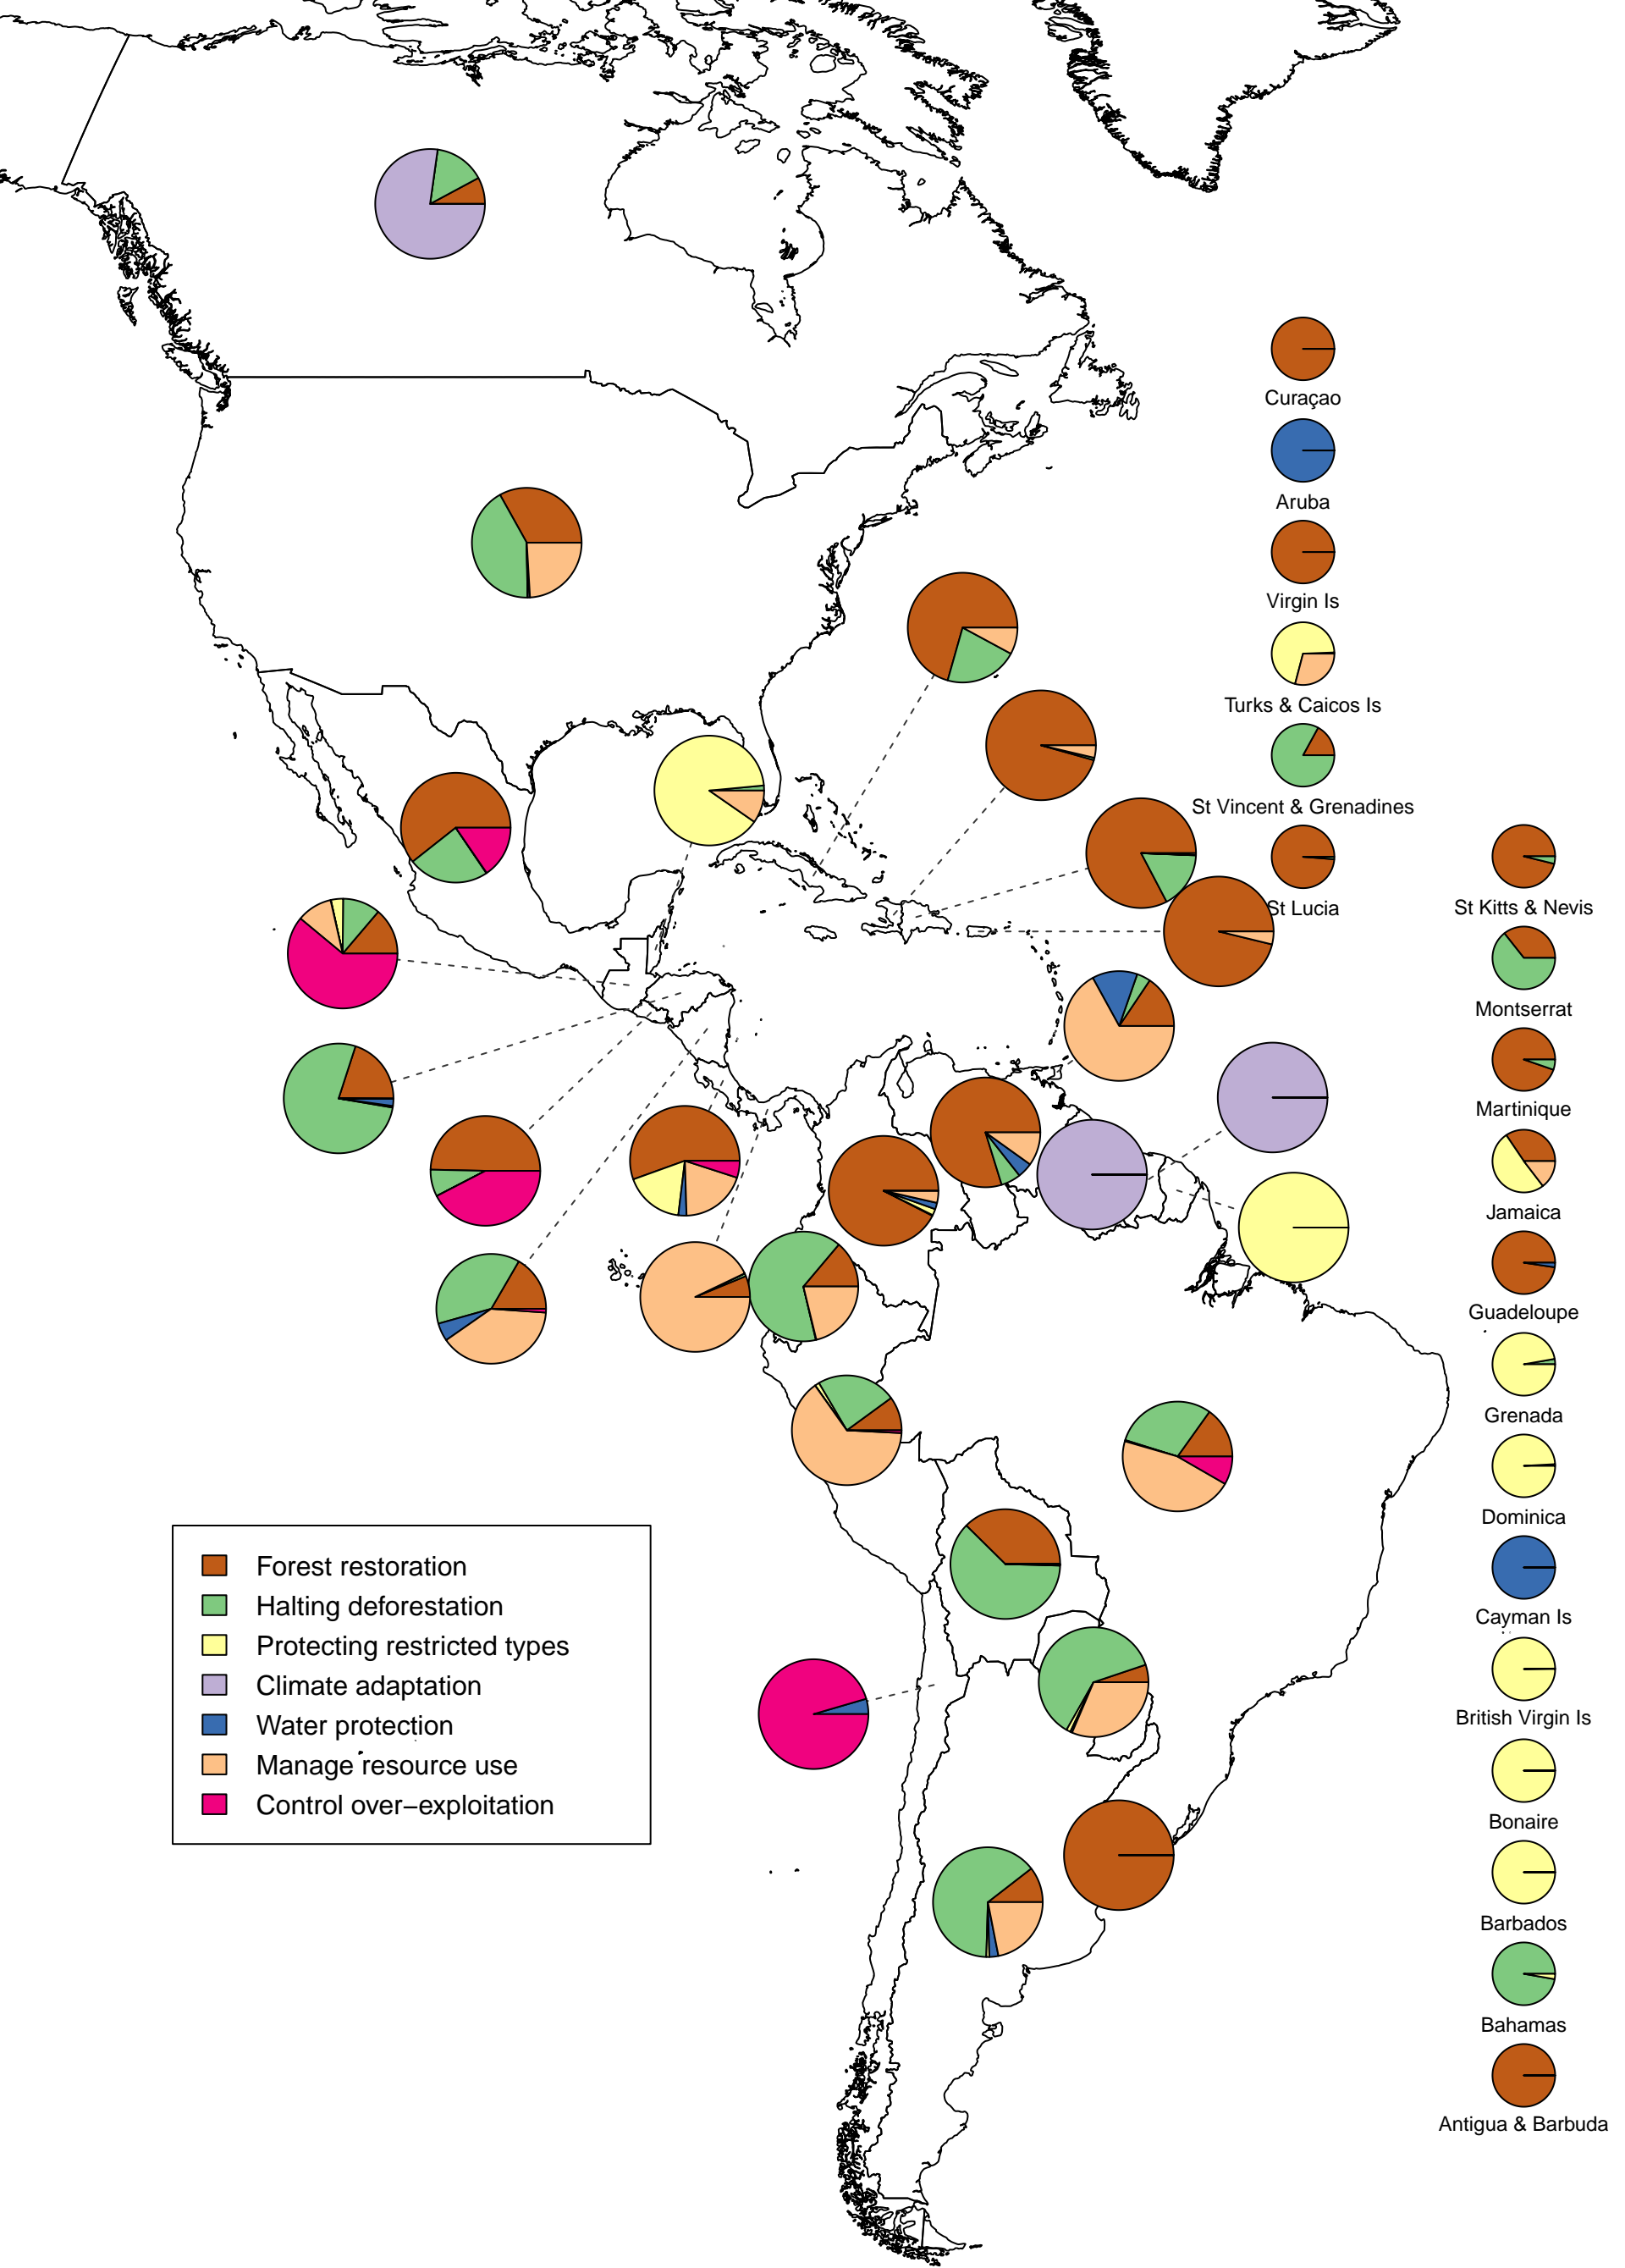 Curaçao
Aruba
Virgin Is
Turks & Caicos Is
St Vincent & Grenadines
St Lucia
St Kitts & Nevis
Montserrat
Martinique
Jamaica
Guadeloupe
Grenada
Dominica
Cayman Is
British Virgin Is
Bonaire
Barbados
Bahamas
Antigua & Barbuda
Forest restoration
Halting deforestation
Protecting restricted types
Climate adaptation
Water protection
Manage resource use
Control over−exploitation